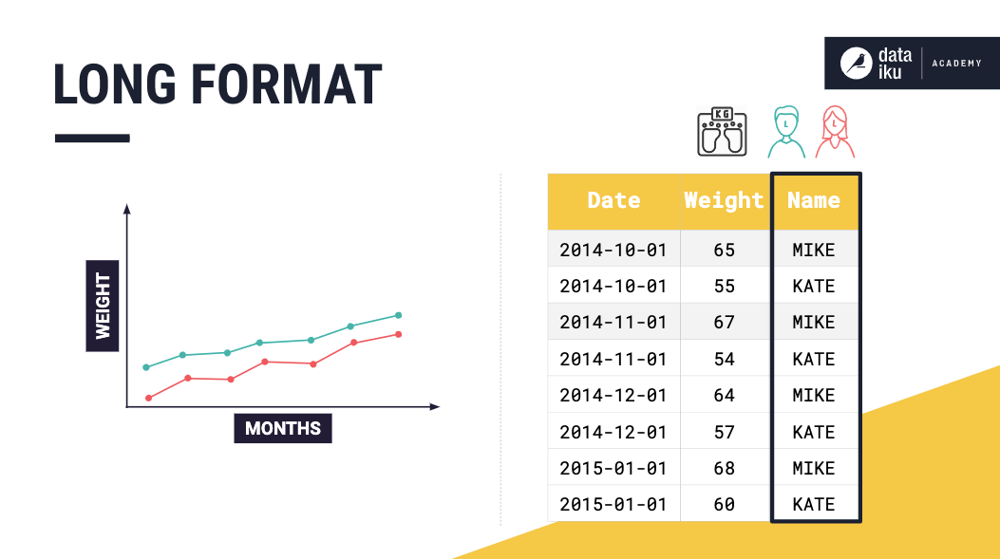 LONG FORMAT
data
iku
ACADEMY
KG
L
L
WEIGHT
MONTHS
Date Weight Name
2014-10-01 65 MIKE
2014-10-01 55 KATE
2014-11-01 67 MIKE
2014-11-01 54 KATE
2014-12-01 64 MIKE
2014-12-01 57 KATE
2015-01-01 68 MIKE
2015-01-01 60 KATE